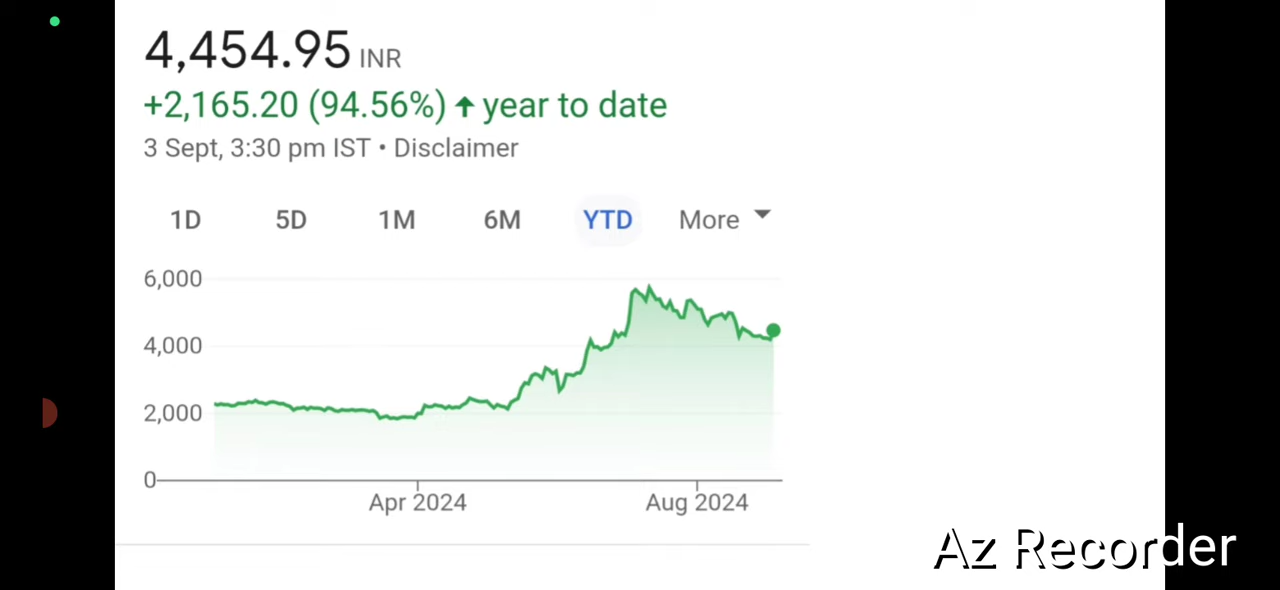 4,454.95 INR
+2,165.20 (94.56%) ↑ year to date
3 Sept, 3:30 pm IST • Disclaimer
1D 5D 1M 6M YTD More
6,000
4,000
2,000
0
Apr 2024 Aug 2024
Az Recorder